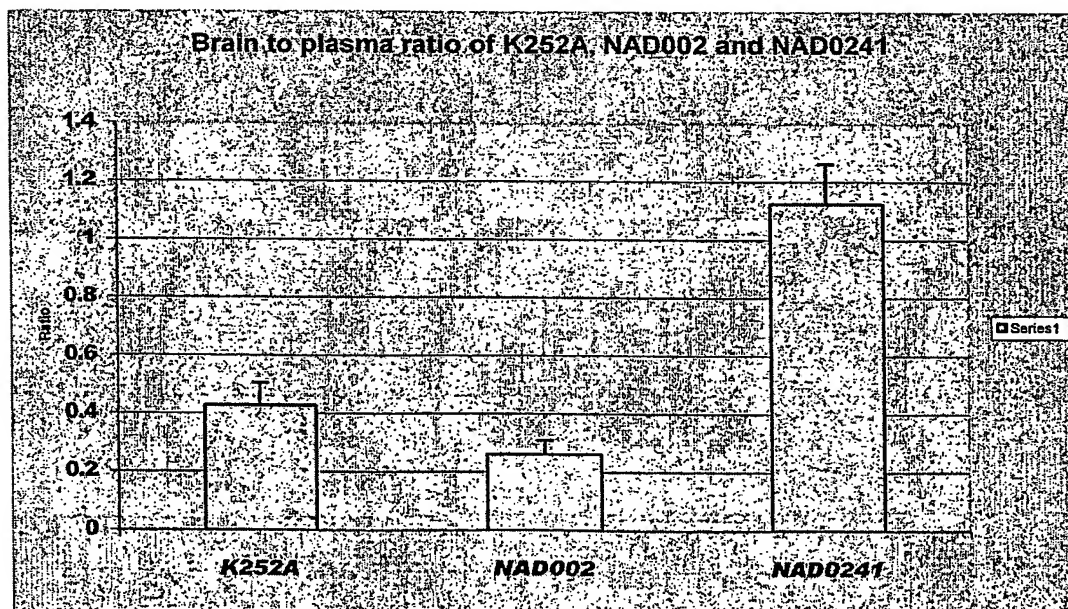 Brain to plasma ratio of K252A, NAD002 and NAD0241
1.4
1.2
1
0.8
0.6
0.4
0.2
0
Ratio
Series1
K252A
NAD002
NAD0241